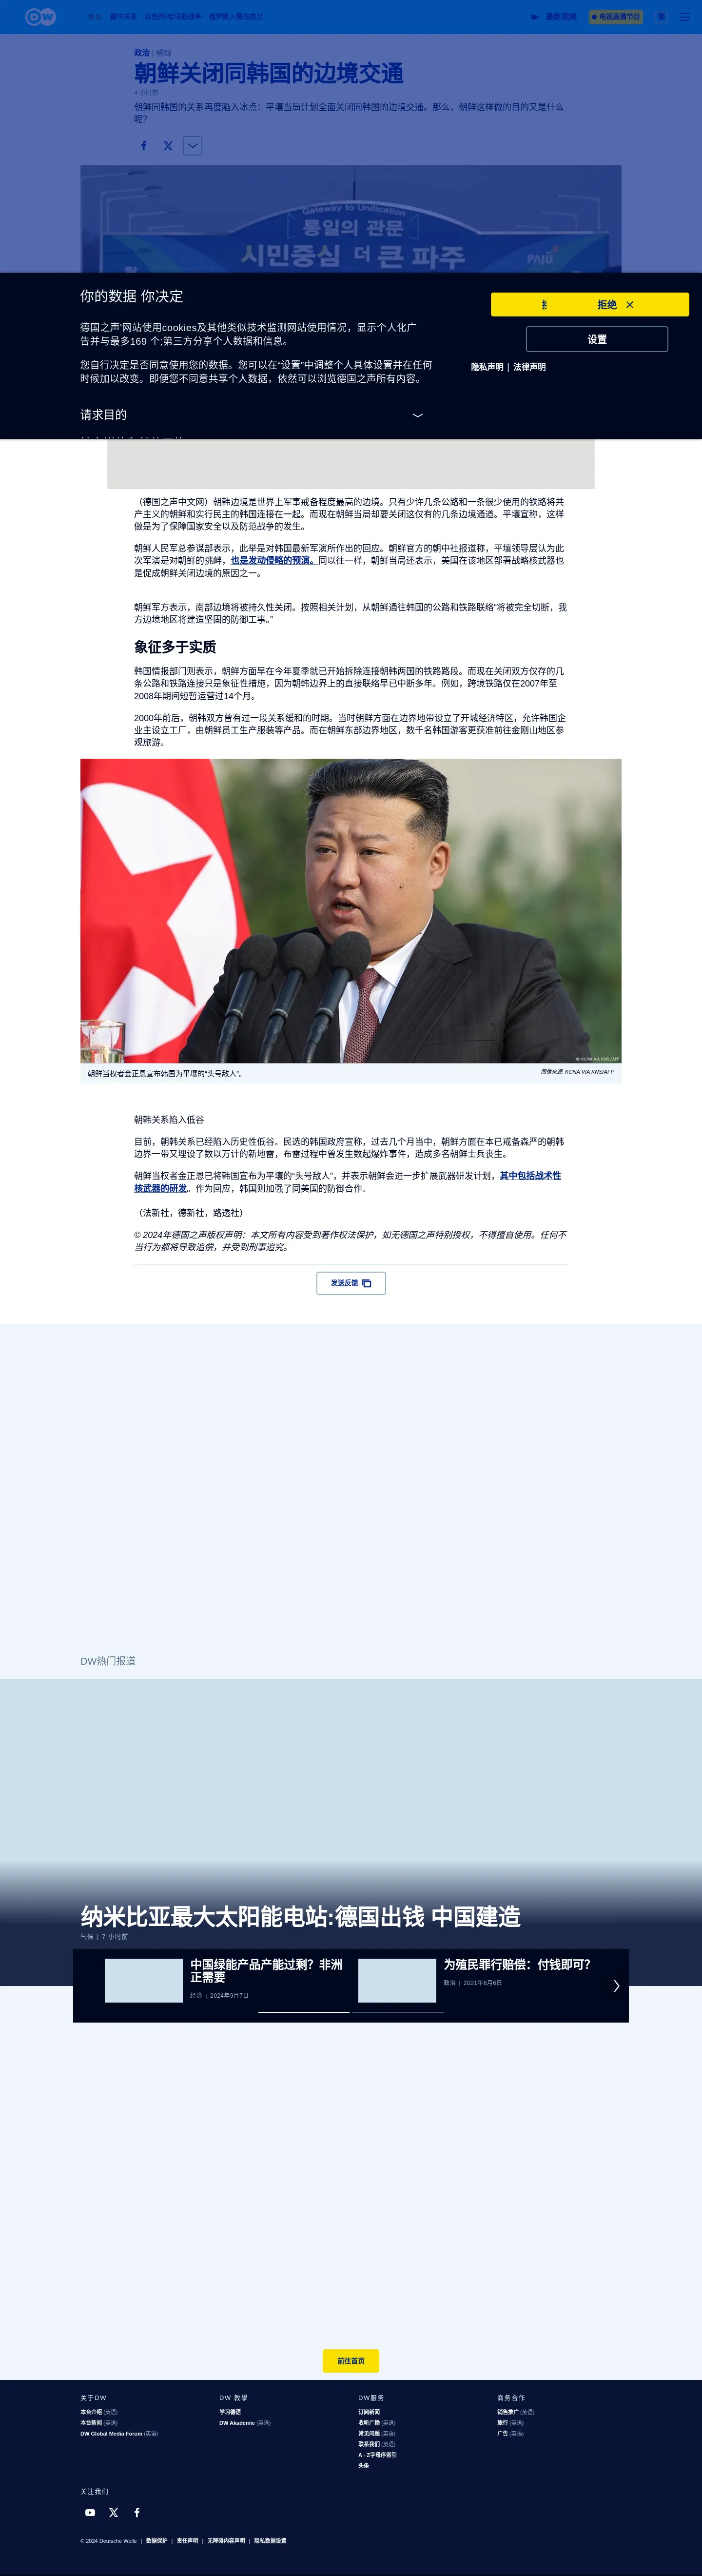 DW
焦点 德中关系 以色列-哈马斯战争 俄罗斯入侵乌克兰
最新视频
电视直播节目
繁
政治 | 朝鲜
朝鲜关闭同韩国的边境交通
4 小时前
朝鲜同韩国的关系再度陷入冰点：平壤当局计划全面关闭同韩国的边境交通。那么，朝鲜这样做的目的又是什么
呢？
Gateway to Unification
통일의 관문
시민중심 더 큰 파주
PAJU
你的数据 你决定
拒绝
德国之声'网站使用cookies及其他类似技术监测网站使用情况，显示个人化广
告并与最多169 个;第三方分享个人数据和信息。
设置
您自行决定是否同意使用您的数据。您可以在"设置"中调整个人具体设置并在任何
时候加以改变。即便您不同意共享个人数据，依然可以浏览德国之声所有内容。
隐私声明 | 法律声明
请求目的
（德国之声中文网）朝韩边境是世界上军事戒备程度最高的边境。只有少许几条公路和一条很少使用的铁路将共
产主义的朝鲜和实行民主的韩国连接在一起。而现在朝鲜当局却要关闭这仅有的几条边境通道。平壤宣称，这样
做是为了保障国家安全以及防范战争的发生。
朝鲜人民军总参谋部表示，此举是对韩国最新军演所作出的回应。朝鲜官方的朝中社报道称，平壤领导层认为此
次军演是对朝鲜的挑衅，也是发动侵略的预演。同以往一样，朝鲜当局还表示，美国在该地区部署战略核武器也
是促成朝鲜关闭边境的原因之一。
朝鲜军方表示，南部边境将被持久性关闭。按照相关计划，从朝鲜通往韩国的公路和铁路联络"将被完全切断，我
方边境地区将建造坚固的防御工事。"
象征多于实质
韩国情报部门则表示，朝鲜方面早在今年夏季就已开始拆除连接朝韩两国的铁路路段。而现在关闭双方仅存的几
条公路和铁路连接只是象征性措施，因为朝韩边界上的直接联络早已中断多年。例如，跨境铁路仅在2007年至
2008年期间短暂运营过14个月。
2000年前后，朝韩双方曾有过一段关系缓和的时期。当时朝鲜方面在边界地带设立了开城经济特区，允许韩国企
业主设立工厂，由朝鲜员工生产服装等产品。而在朝鲜东部边界地区，数千名韩国游客更获准前往金刚山地区参
观旅游。
© KCNA VIA KNS/AFP
朝鲜当权者金正恩宣布韩国为平壤的"头号敌人"。
图像来源: KCNA VIA KNS/AFP
朝韩关系陷入低谷
目前，朝韩关系已经陷入历史性低谷。民选的韩国政府宣称，过去几个月当中，朝鲜方面在本已戒备森严的朝韩
边界一带又埋设了数以万计的新地雷，布雷过程中曾发生数起爆炸事件，造成多名朝鲜士兵丧生。
朝鲜当权者金正恩已将韩国宣布为平壤的"头号敌人"，并表示朝鲜会进一步扩展武器研发计划，其中包括战术性
核武器的研发。作为回应，韩国则加强了同美国的防御合作。
（法新社，德新社，路透社）
© 2024年德国之声版权声明：本文所有内容受到著作权法保护，如无德国之声特别授权，不得擅自使用。任何不
当行为都将导致追偿，并受到刑事追究。
发送反馈
DW热门报道
纳米比亚最大太阳能电站:德国出钱 中国建造
气候 | 7 小时前
中国绿能产品产能过剩？非洲
正需要
经济 | 2024年9月7日
为殖民罪行赔偿：付钱即可?
政治 | 2021年6月6日
前往首页
关于DW
本台介绍 (英语)
本台新闻 (英语)
DW Global Media Forum (英语)
DW 教學
学习德语
DW Akademie (英语)
DW服务
订阅新闻
收听广播 (英语)
常见问题 (英语)
联系我们 (英语)
A - Z字母序索引
头条
商务合作
销售推广 (英语)
旅行 (英语)
广告 (英语)
关注我们
© 2024 Deutsche Welle | 数据保护 | 责任声明 | 无障碍内容声明 | 隐私数据设置